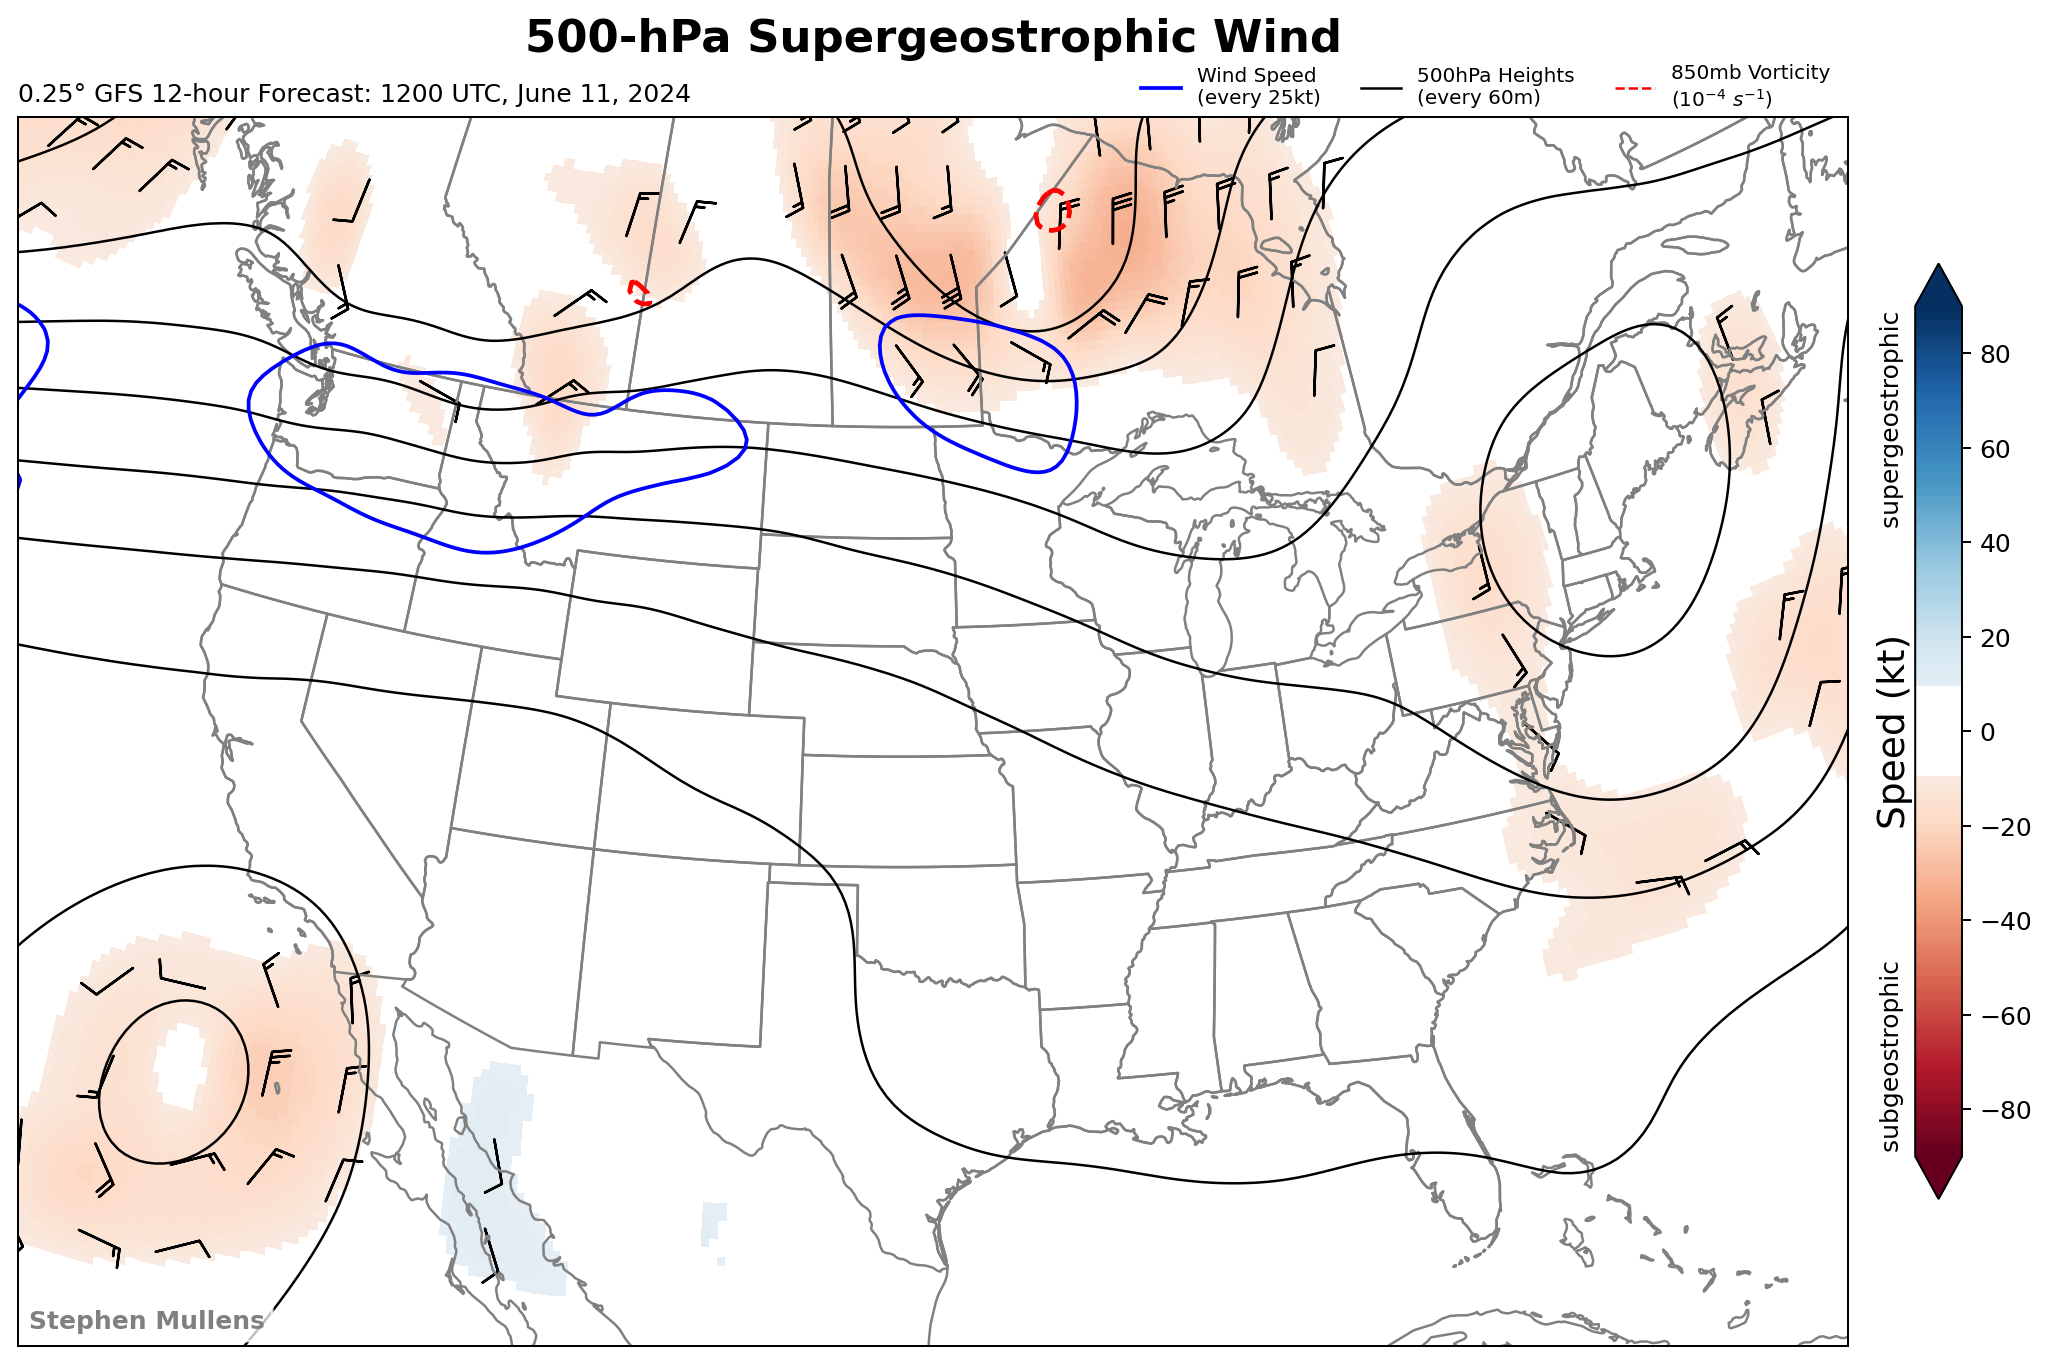 500-hPa Supergeostrophic Wind
0.25° GFS 12-hour Forecast: 1200 UTC, June 11, 2024
Wind Speed
(every 25kt)
500hPa Heights
(every 60m)
850mb Vorticity
(10⁻⁴ s⁻¹)
supergeostrophic
Speed (kt)
subgeostrophic
80
60
40
20
0
−20
−40
−60
−80
Stephen Mullens